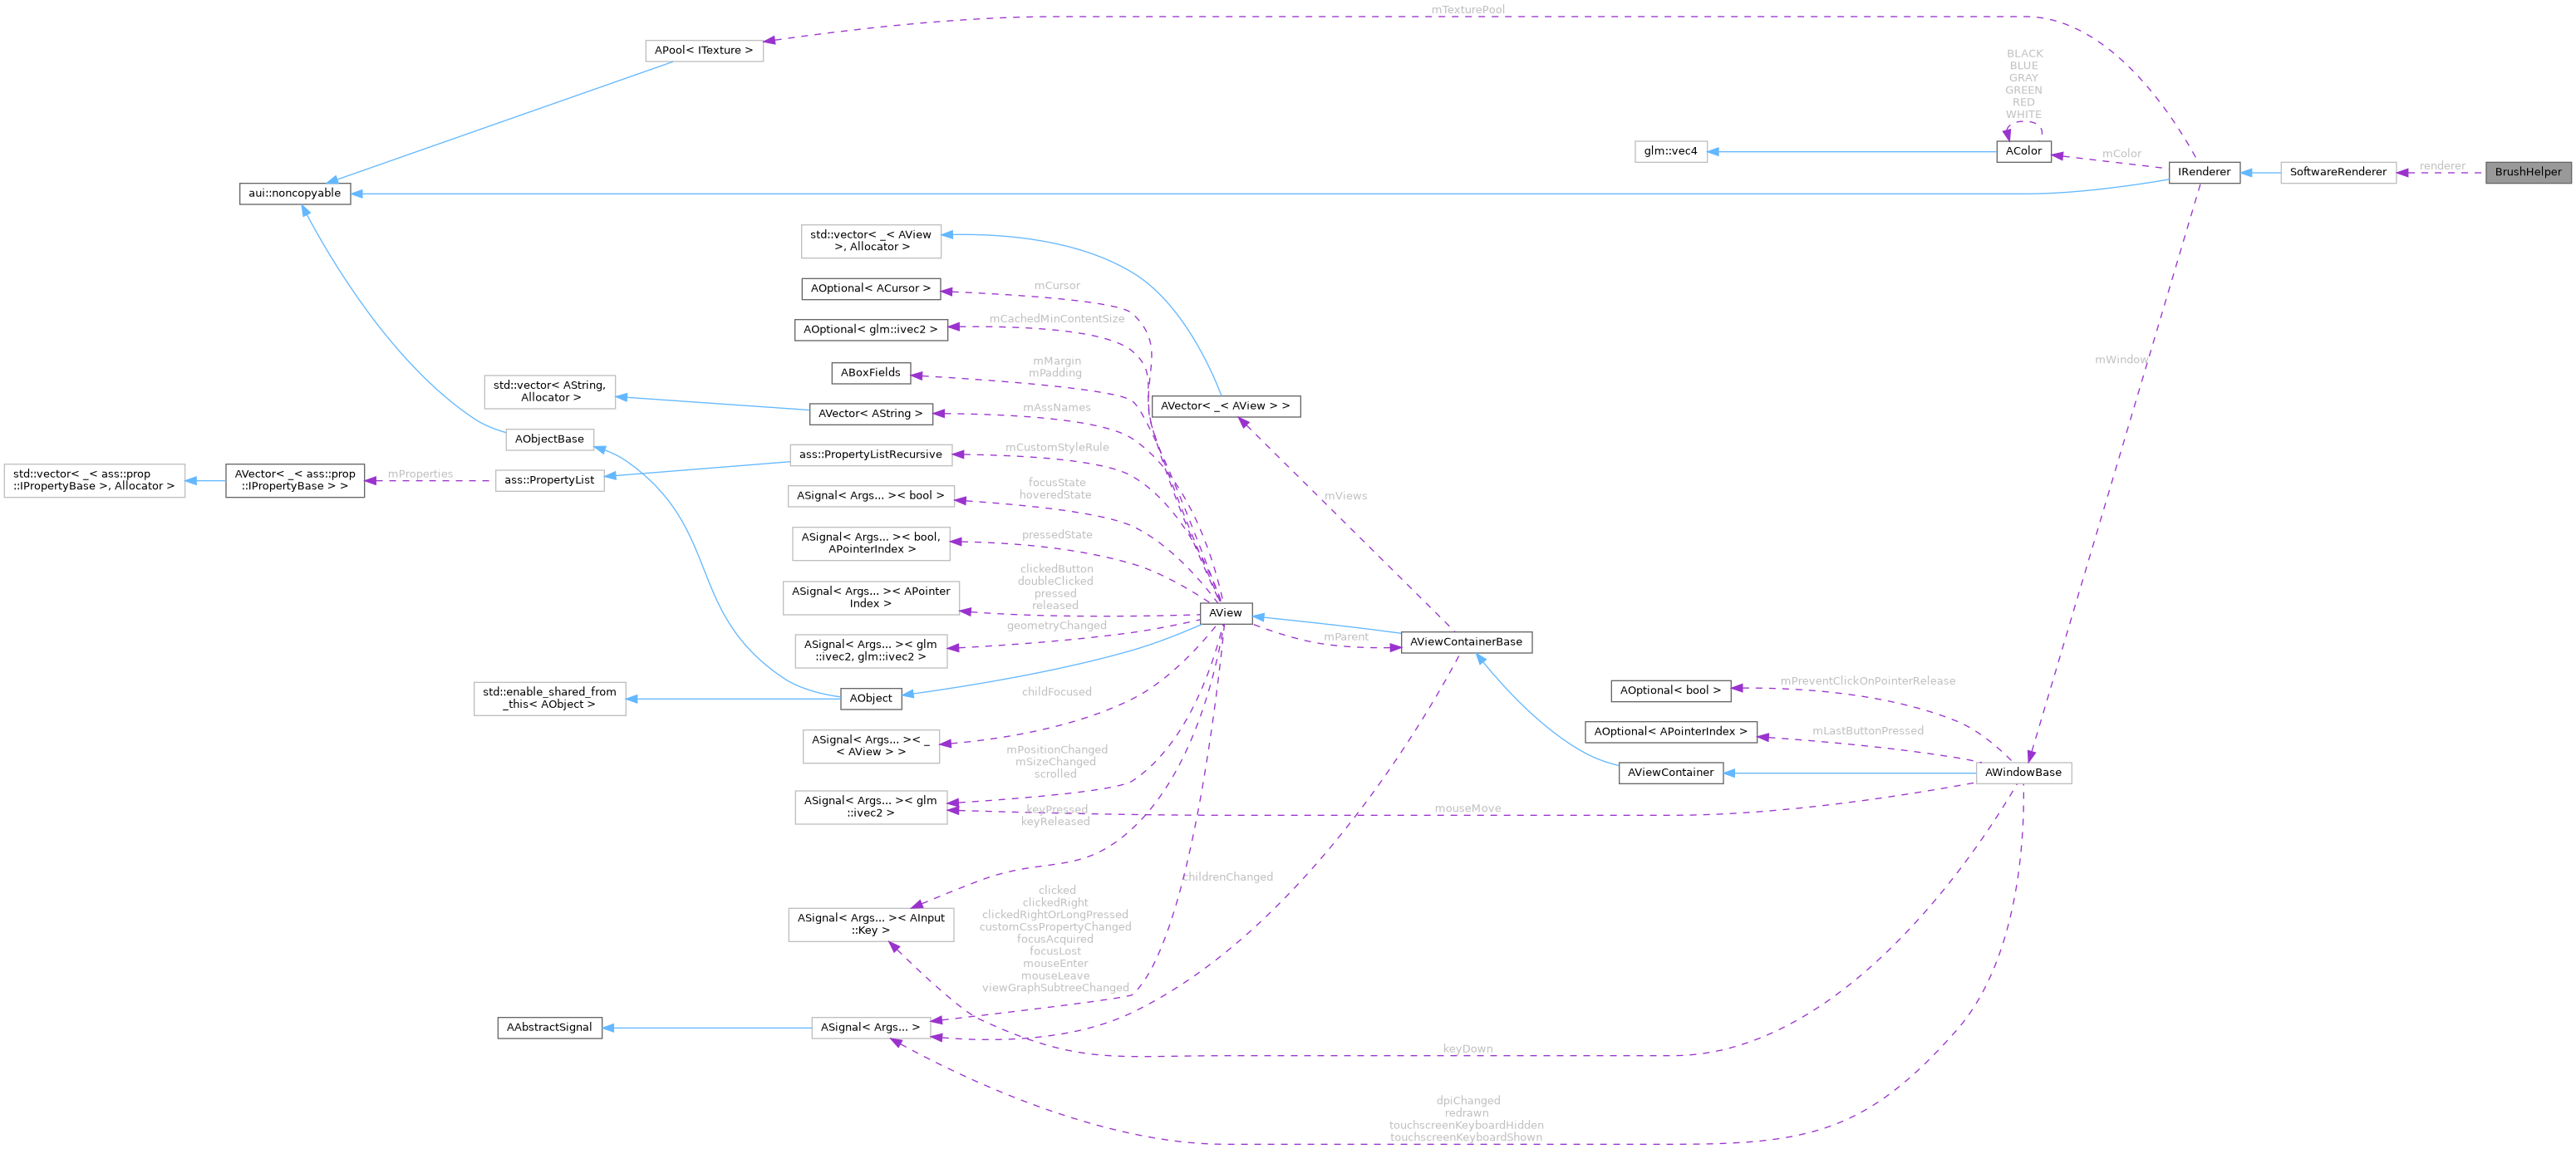 mTexturePool
APool< ITexture >
BLACK
BLUE
GRAY
GREEN
RED
WHITE
glm::vec4
AColor
mColor
IRenderer
SoftwareRenderer
renderer
BrushHelper
aui::noncopyable
std::vector< _< AView
>, Allocator >
AOptional< ACursor >
mCursor
AOptional< glm::ivec2 >
mCachedMinContentSize
mWindow
ABoxFields
mMargin
mPadding
std::vector< AString,
Allocator >
AVector< AString >
mAssNames
AVector< _< AView > >
AObjectBase
ass::PropertyListRecursive
mCustomStyleRule
std::vector< _< ass::prop
::IPropertyBase >, Allocator >
AVector< _< ass::prop
::IPropertyBase > >
mProperties
ass::PropertyList
ASignal< Args... >< bool >
focusState
hoveredState
mViews
ASignal< Args... >< bool,
APointerIndex >
pressedState
ASignal< Args... >< APointer
Index >
clickedButton
doubleClicked
pressed
released
AView
geometryChanged
ASignal< Args... >< glm
::ivec2, glm::ivec2 >
mParent
AViewContainerBase
std::enable_shared_from
_this< AObject >
AObject
childFocused
AOptional< bool >
mPreventClickOnPointerRelease
ASignal< Args... >< _
< AView > >
AOptional< APointerIndex >
mLastButtonPressed
mPositionChanged
mSizeChanged
scrolled
AViewContainer
AWindowBase
ASignal< Args... >< glm
::ivec2 >
keyPressed
keyReleased
mouseMove
childrenChanged
ASignal< Args... >< AInput
::Key >
clicked
clickedRight
clickedRightOrLongPressed
customCssPropertyChanged
focusAcquired
focusLost
mouseEnter
mouseLeave
viewGraphSubtreeChanged
AAbstractSignal
ASignal< Args... >
keyDown
dpiChanged
redrawn
touchscreenKeyboardHidden
touchscreenKeyboardShown